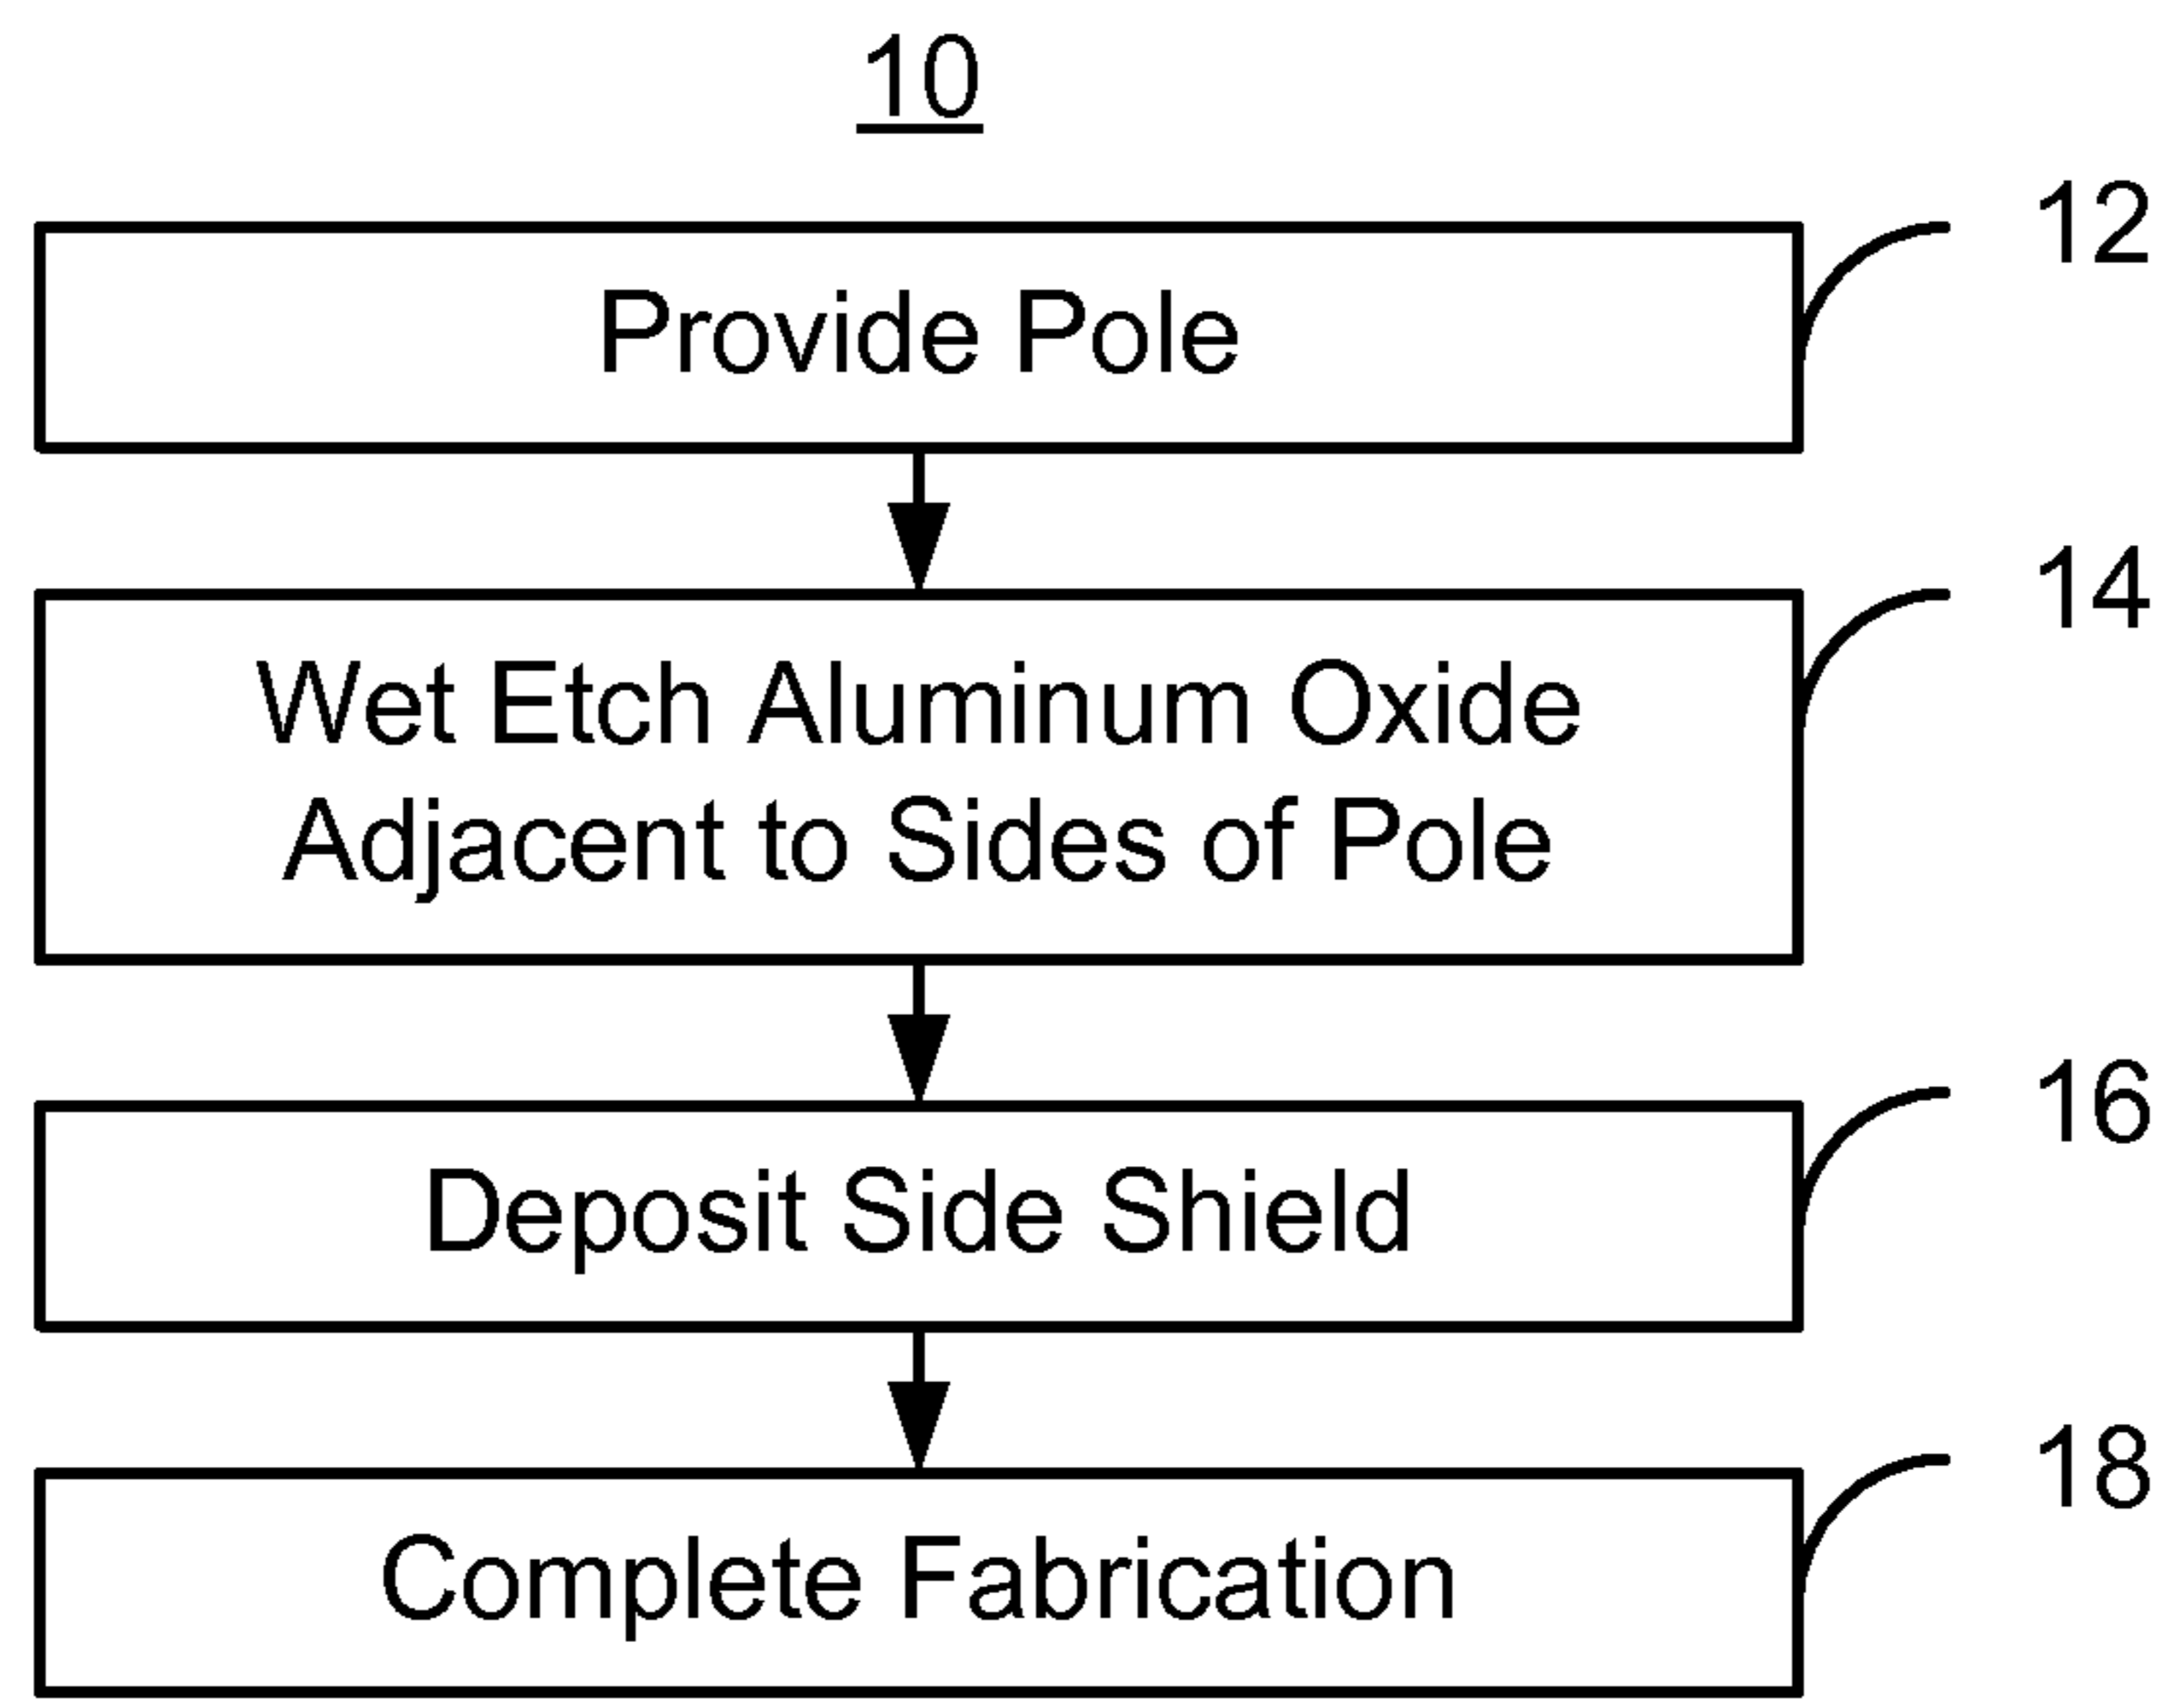 10
12
Provide Pole
14
Wet Etch Aluminum Oxide
Adjacent to Sides of Pole
16
Deposit Side Shield
18
Complete Fabrication